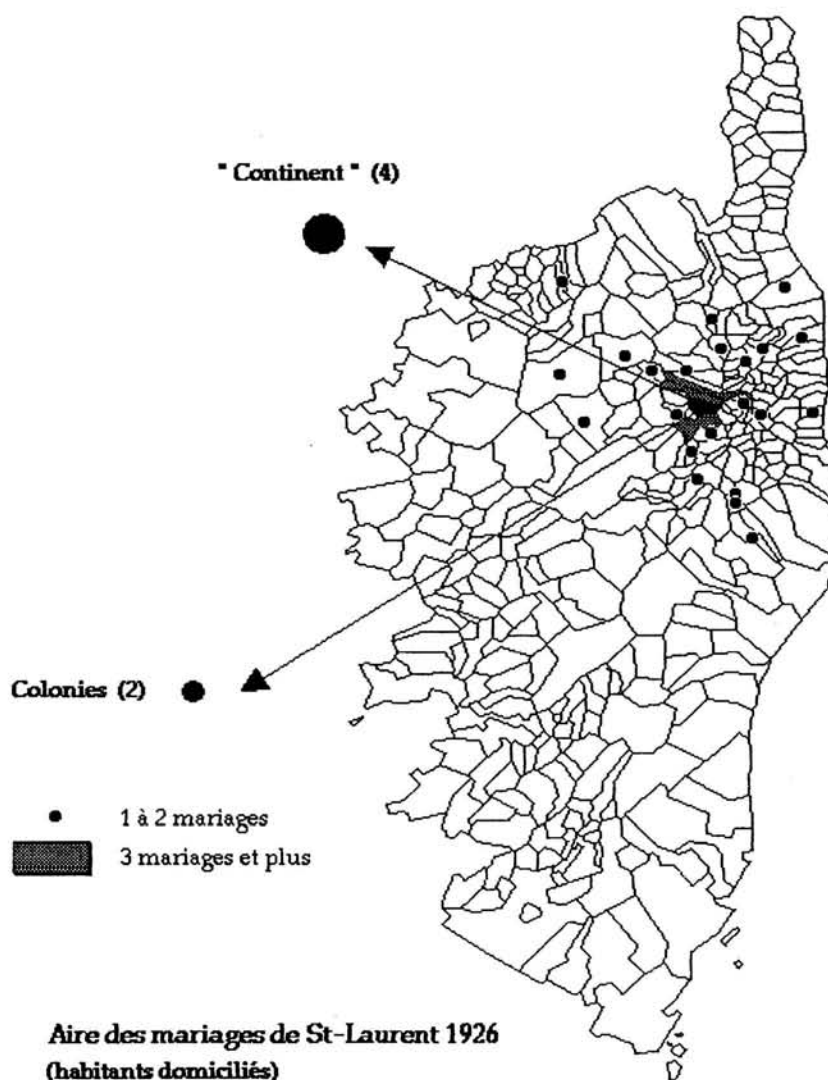 " Continent " (4)
Colonies (2)
1 à 2 mariages
3 mariages et plus
Aire des mariages de St-Laurent 1926
(habitants domiciliés)